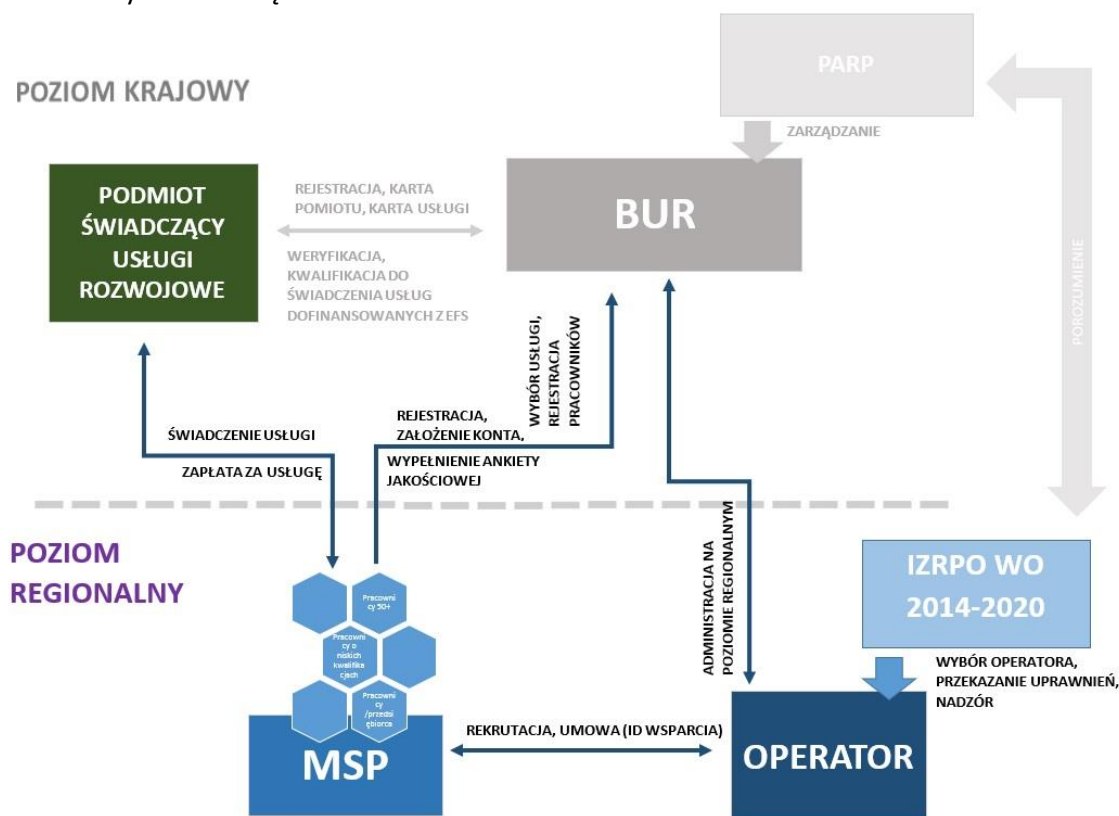 PARP
POZIOM KRAJOWY
ZARZĄDZANIE
PODMIOT
ŚWIADCZĄCY
USŁUGI
ROZWOJOWE
REJESTRACJA, KARTA
POMIOTU, KARTA USŁUGI
WERYFIKACJA,
KWALIFIKACJA DO
ŚWIADCZENIA USŁUG
DOFINANSOWANYCH Z EFS
BUR
POROZUMIENIE
WYBÓR USŁUGI,
REJESTRACJA
PRACOWNIKÓW
ŚWIADCZENIE USŁUGI
ZAPŁATA ZA USŁUGĘ
REJESTRACJA,
ZAŁOŻENIE KONTA,
WYPEŁNIENIE ANKIETY
JAKOŚCIOWEJ
ADMINISTRACJA NA
POZIOMIE REGIONALNYM
POZIOM
REGIONALNY
IZRPO WO
2014-2020
Pracowni
cy 50+
Pracowni
cy o
niskich
kwalifika
cjach
Pracowni
cy
/przedsi
ębiorca
WYBÓR OPERATORA,
PRZEKAZANIE UPRAWNIEŃ,
NADZÓR
MSP
REKRUTACJA, UMOWA (ID WSPARCIA)
OPERATOR